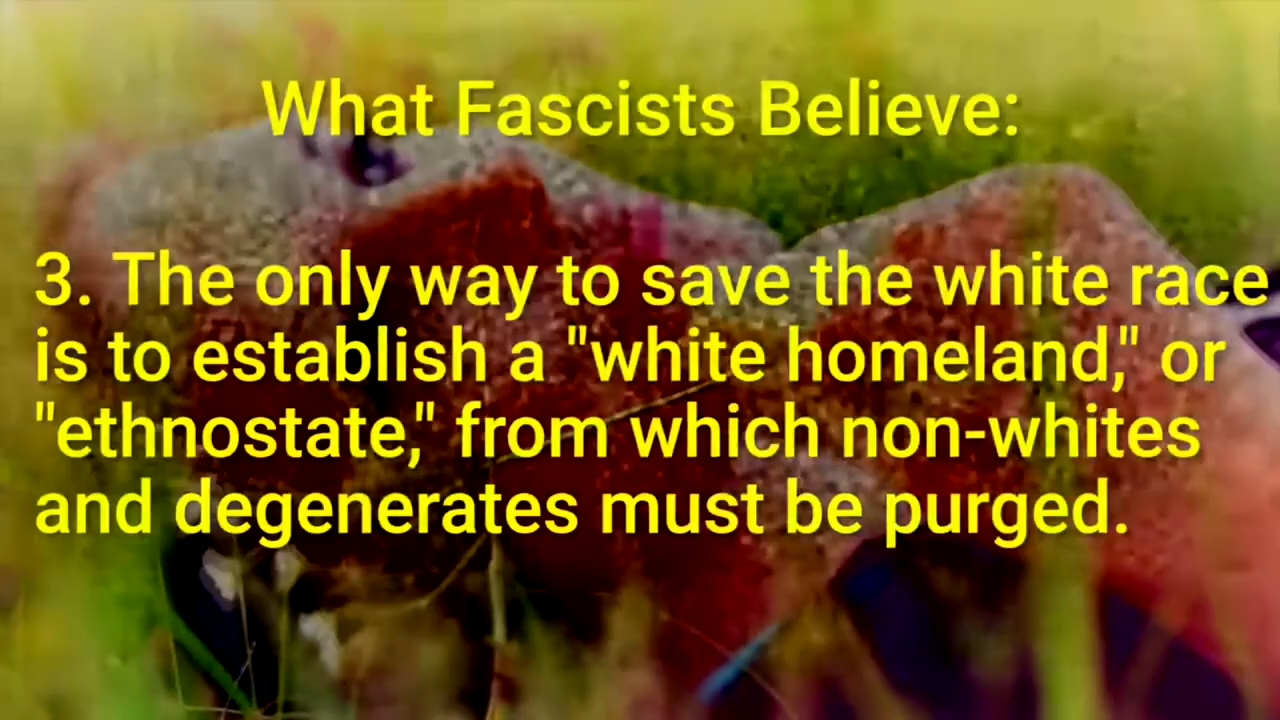 What Fascists Believe:
3. The only way to save the white race
is to establish a "white homeland," or
"ethnostate," from which non-whites
and degenerates must be purged.